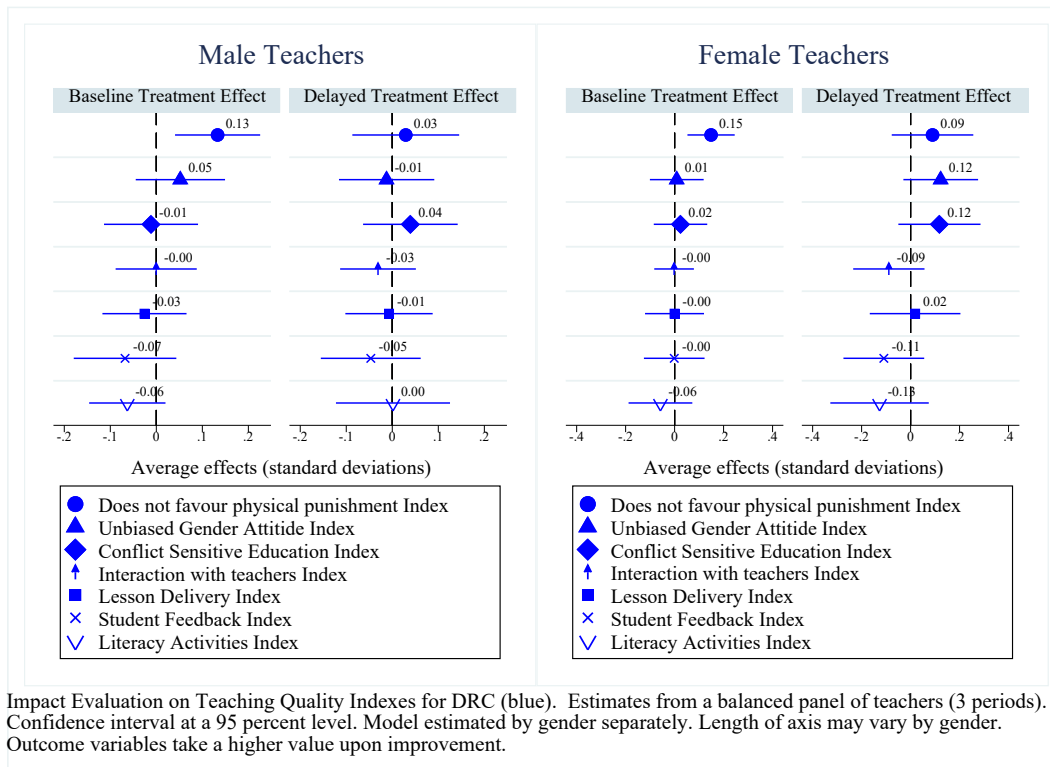 Male Teachers
Baseline Treatment Effect
0.13
0.05
-0.01
-0.00
-0.03
-0.07
-0.06
-.2 -.1 0 .1 .2
Delayed Treatment Effect
0.03
-0.01
0.04
-0.03
-0.01
-0.05
0.00
-.2 -.1 0 .1 .2
Average effects (standard deviations)
Does not favour physical punishment Index
Unbiased Gender Attitide Index
Conflict Sensitive Education Index
Interaction with teachers Index
Lesson Delivery Index
Student Feedback Index
Literacy Activities Index
Female Teachers
Baseline Treatment Effect
0.15
0.01
0.02
-0.00
-0.00
-0.00
-0.06
-.4 -.2 0 .2 .4
Delayed Treatment Effect
0.09
0.12
0.12
-0.09
0.02
-0.11
-0.13
-.4 -.2 0 .2 .4
Average effects (standard deviations)
Does not favour physical punishment Index
Unbiased Gender Attitide Index
Conflict Sensitive Education Index
Interaction with teachers Index
Lesson Delivery Index
Student Feedback Index
Literacy Activities Index
Impact Evaluation on Teaching Quality Indexes for DRC (blue).  Estimates from a balanced panel of teachers (3 periods).
Confidence interval at a 95 percent level. Model estimated by gender separately. Length of axis may vary by gender.
Outcome variables take a higher value upon improvement.